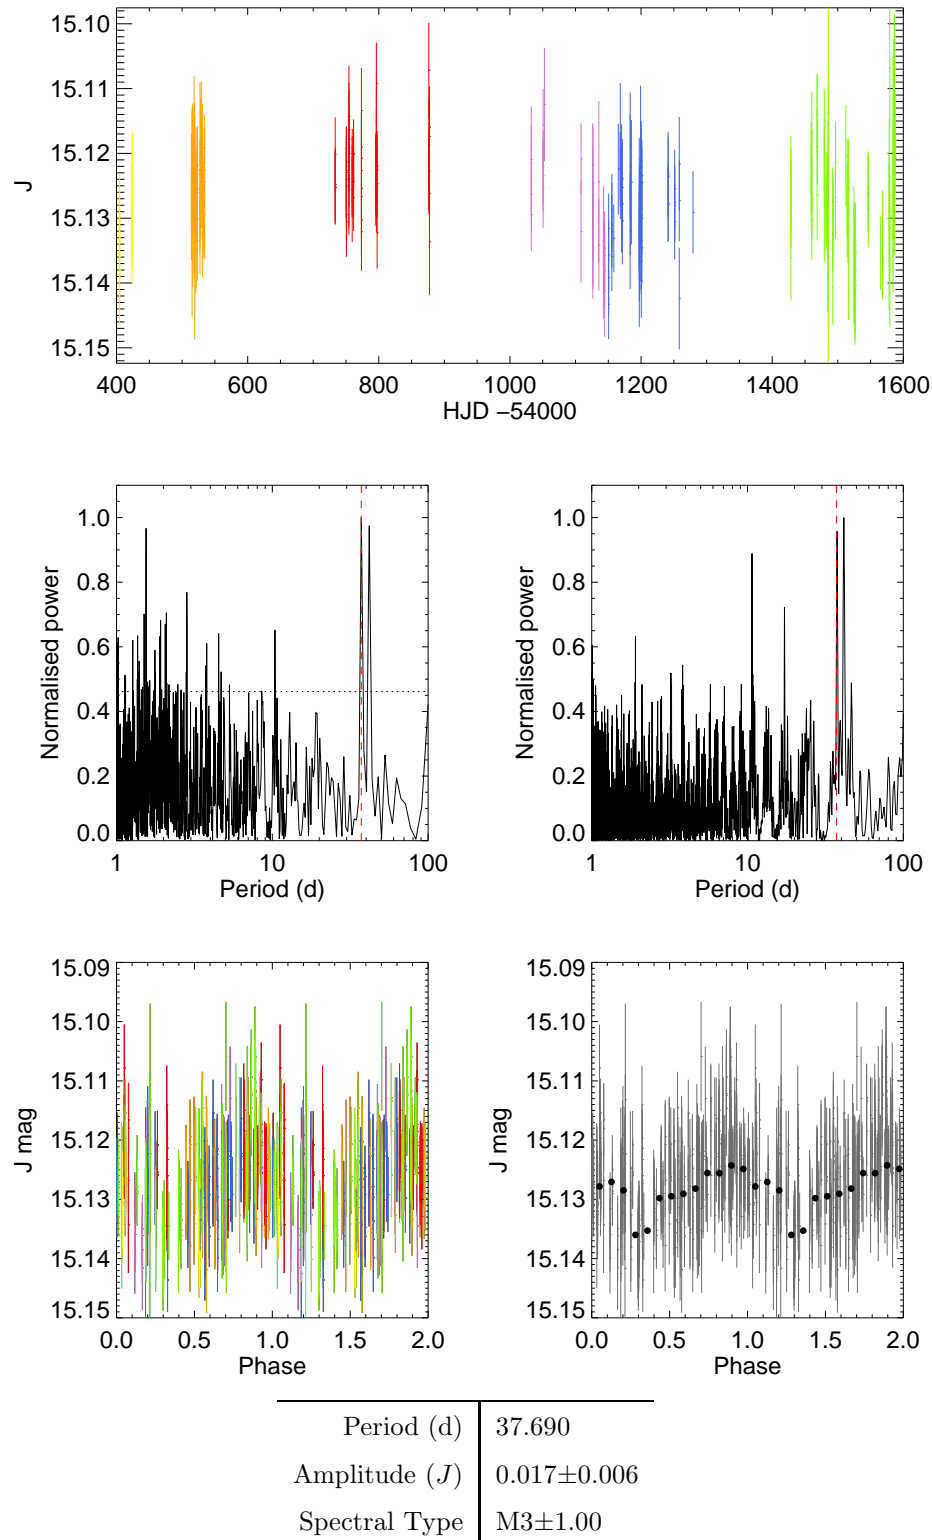 15.10
15.11
15.12
15.13
15.14
15.15
J
400 600 800 1000 1200 1400 1600
HJD −54000
1.0
0.8
0.6
0.4
0.2
0.0
Normalised power
1 10 100
Period (d)
1.0
0.8
0.6
0.4
0.2
0.0
Normalised power
1 10 100
Period (d)
15.09
15.10
15.11
15.12
15.13
15.14
15.15
J mag
0.0 0.5 1.0 1.5 2.0
Phase
15.09
15.10
15.11
15.12
15.13
15.14
15.15
J mag
0.0 0.5 1.0 1.5 2.0
Phase
Period (d) 37.690
Amplitude (J) 0.017±0.006
Spectral Type M3±1.00